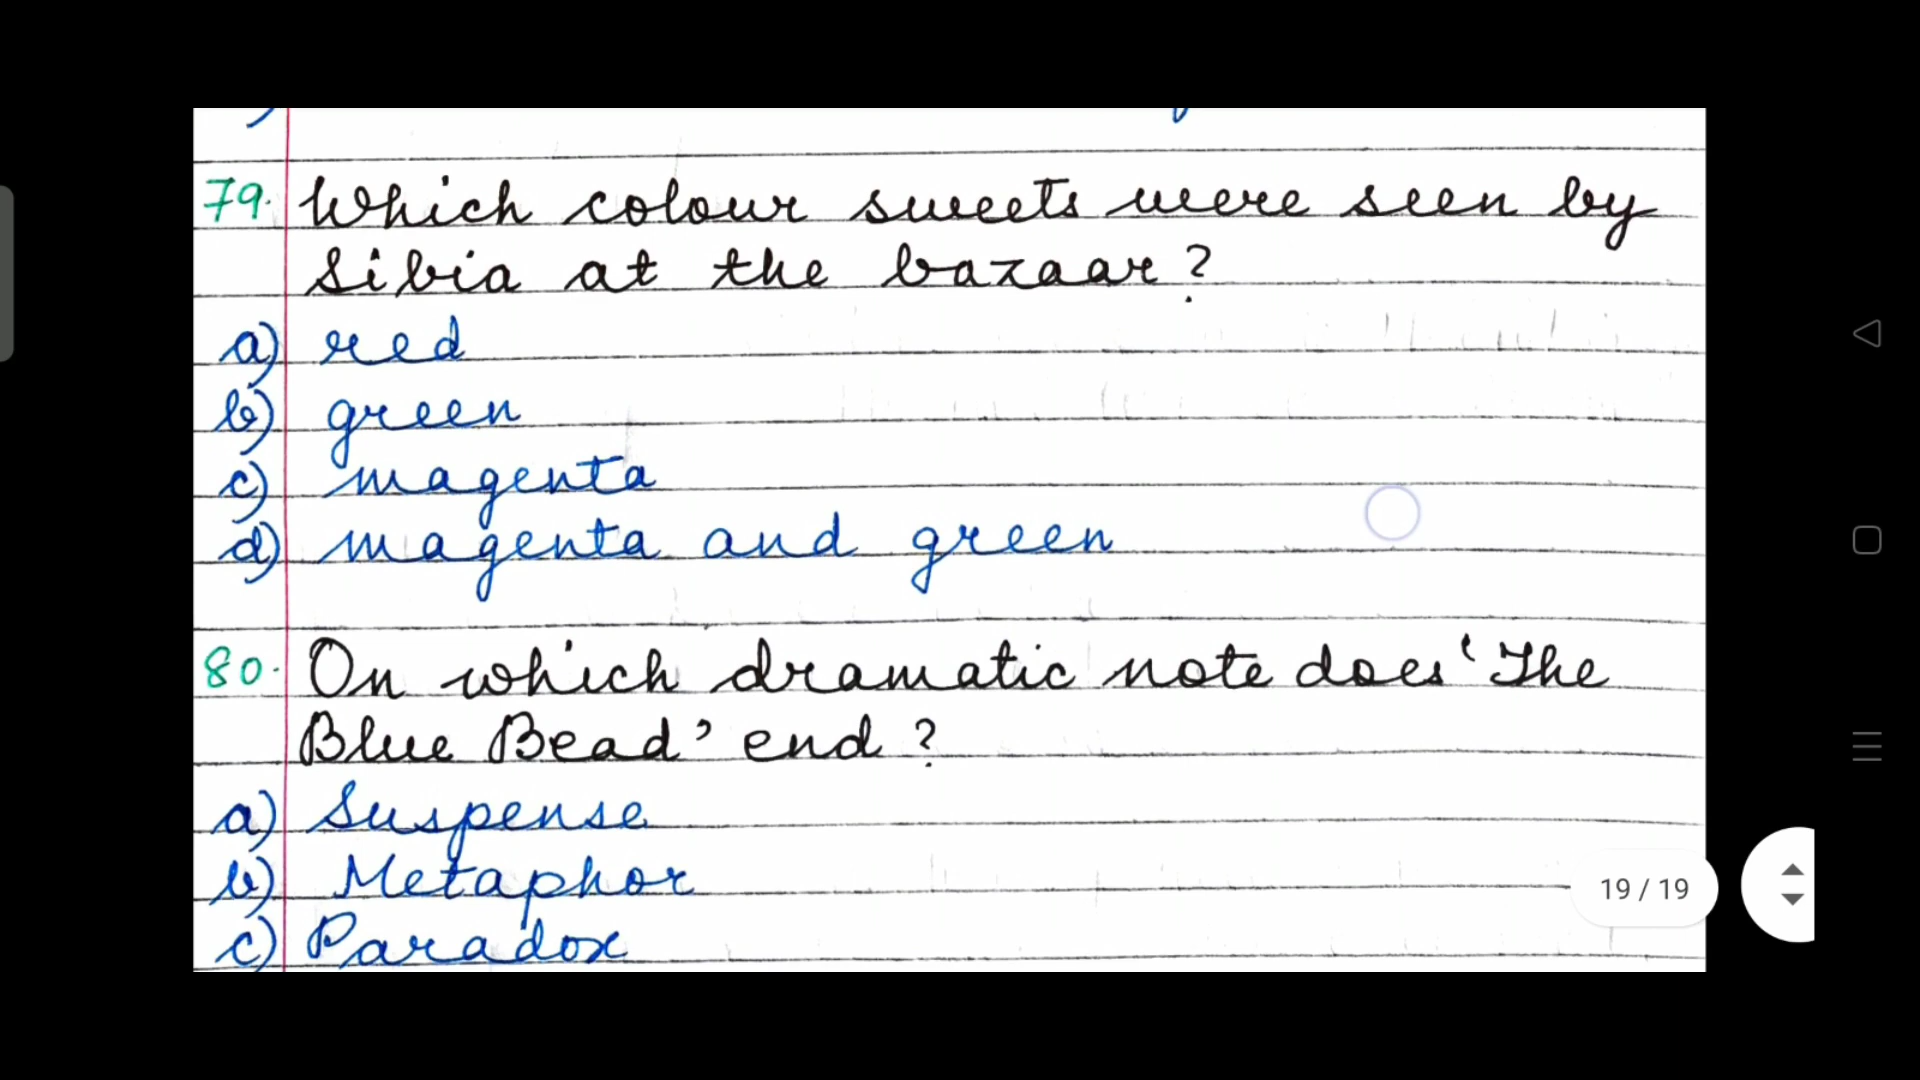 79. Which colour sweets were seen by
Sibia at the bazaar?
a) red
b) green
c) magenta
d) magenta and green
80. On which dramatic note does 'The
Blue Bead' end?
a) Suspense
b) Metaphor
c) Paradox
19 / 19